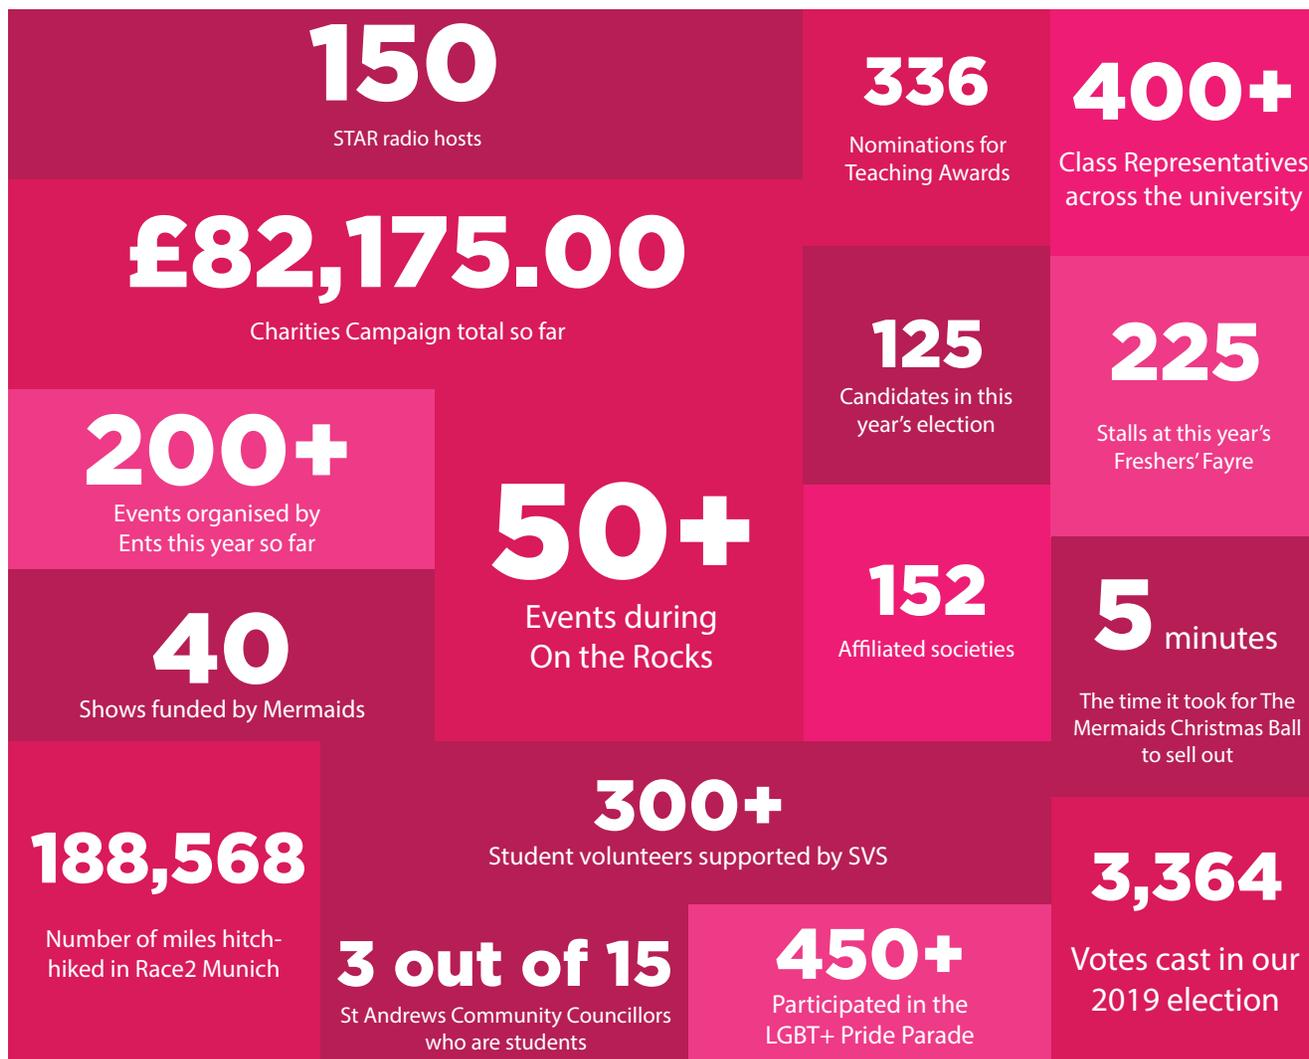 150
STAR radio hosts
336
Nominations for
Teaching Awards
400+
Class Representatives
across the university
£82,175.00
Charities Campaign total so far
125
Candidates in this
year’s election
225
Stalls at this year’s
Freshers’ Fayre
200+
Events organised by
Ents this year so far
50+
Events during
On the Rocks
152
Affiliated societies
5 minutes
The time it took for The
Mermaids Christmas Ball
to sell out
40
Shows funded by Mermaids
188,568
Number of miles hitch-
hiked in Race2 Munich
300+
Student volunteers supported by SVS
3,364
Votes cast in our
2019 election
3 out of 15
St Andrews Community Councillors
who are students
450+
Participated in the
LGBT+ Pride Parade